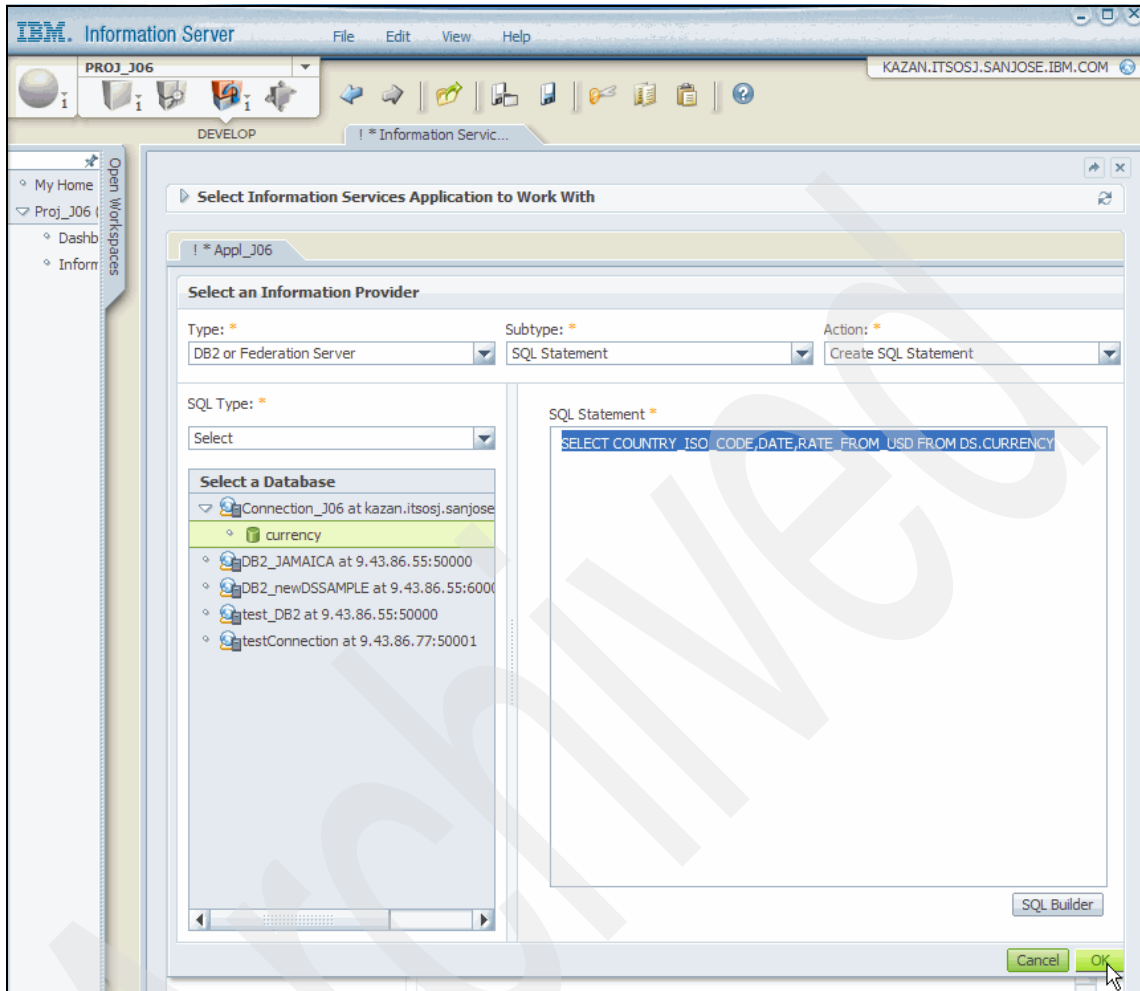 IBM. Information Server File Edit View Help
PROJ_J06
KAZAN.ITSOSJ.SANJOSE.IBM.COM
DEVELOP
! * Information Servic...
Open Workspaces
My Home
Proj_J06 (
Dashb
Inform
Select Information Services Application to Work With
! * Appl_J06
Select an Information Provider
Type: * Subtype: * Action: *
DB2 or Federation Server SQL Statement Create SQL Statement
SQL Type: *
Select
SQL Statement *
SELECT COUNTRY_ISO_CODE,DATE,RATE_FROM_USD FROM DS.CURRENCY
Select a Database
Connection_J06 at kazan.itsosj.sanjose
currency
DB2_JAMAICA at 9.43.86.55:50000
DB2_newDSSAMPLE at 9.43.86.55:6000
test_DB2 at 9.43.86.55:50000
testConnection at 9.43.86.77:50001
SQL Builder
Cancel OK
Archived